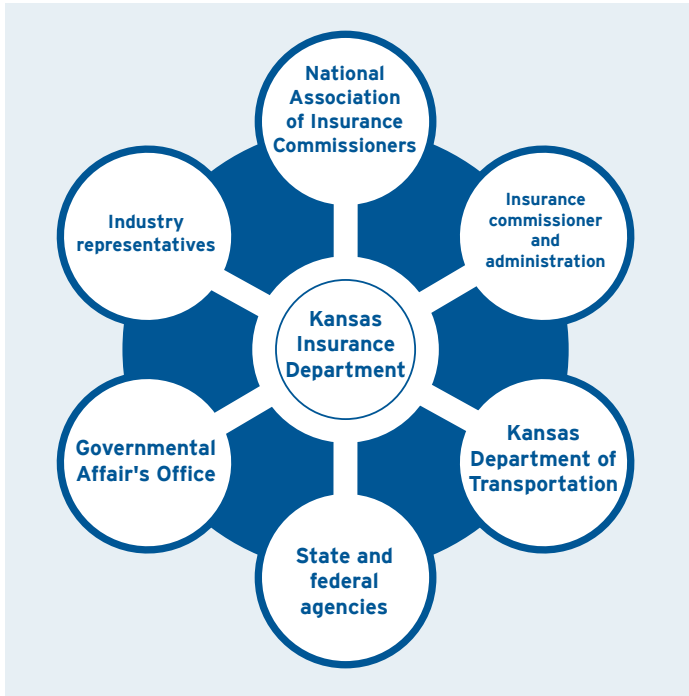 National
Association
of Insurance
Commissioners
Industry
representatives
Insurance
commissioner
and
administration
Kansas
Insurance
Department
Governmental
Affair's Office
Kansas
Department of
Transportation
State and
federal
agencies